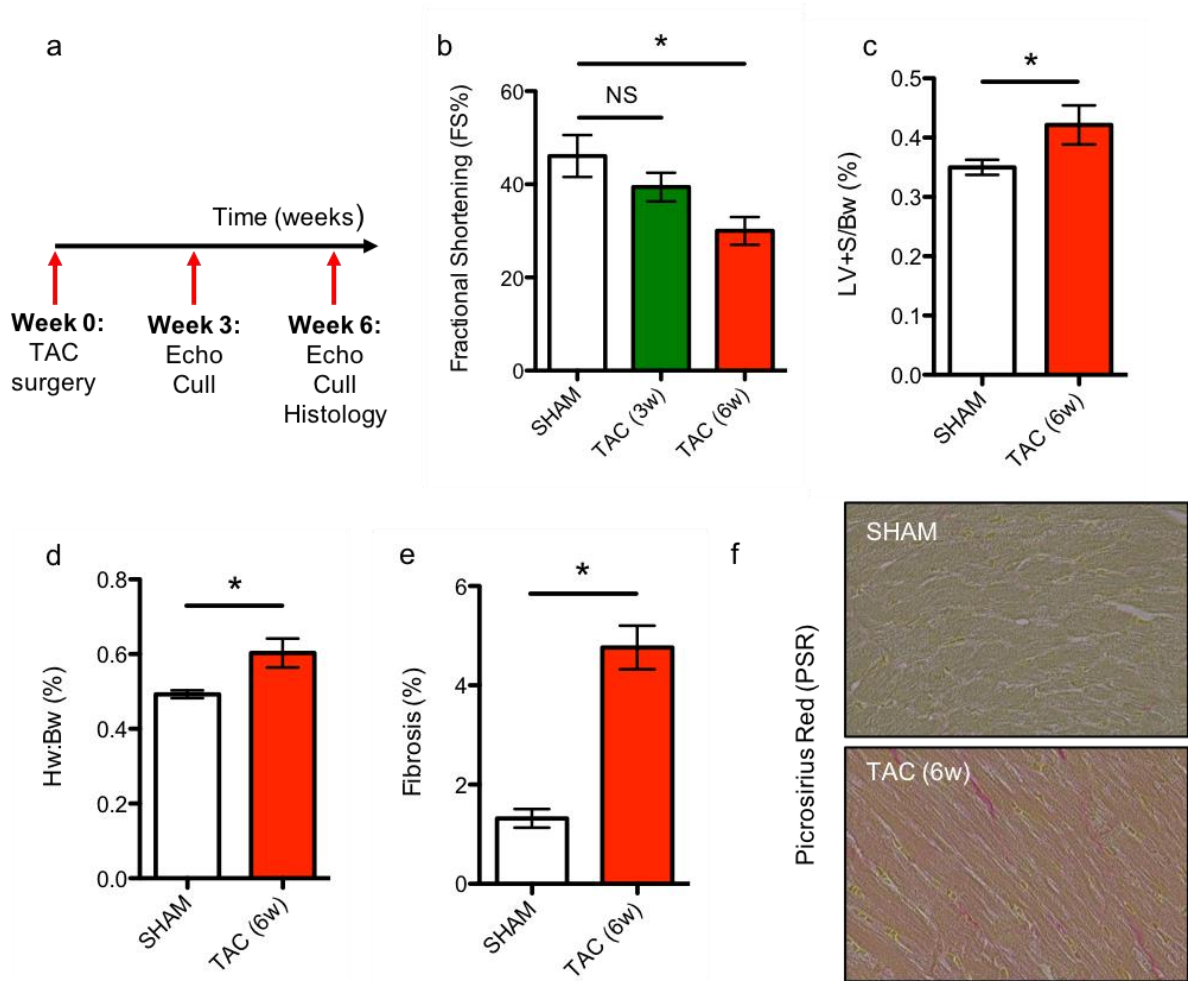 a
Time (weeks)
Week 0:
TAC
surgery
Week 3:
Echo
Cull
Week 6:
Echo
Cull
Histology
b
*
NS
Fractional Shortening (FS%)
60
40
20
0
SHAM
TAC (3w)
TAC (6w)
c
*
LV+S/Bw (%)
0.5
0.4
0.3
0.2
0.1
0.0
SHAM
TAC (6w)
d
*
Hw:Bw (%)
0.8
0.6
0.4
0.2
0.0
SHAM
TAC (6w)
e
*
Fibrosis (%)
6
4
2
0
SHAM
TAC (6w)
f
Picrosirius Red (PSR)
SHAM
TAC (6w)